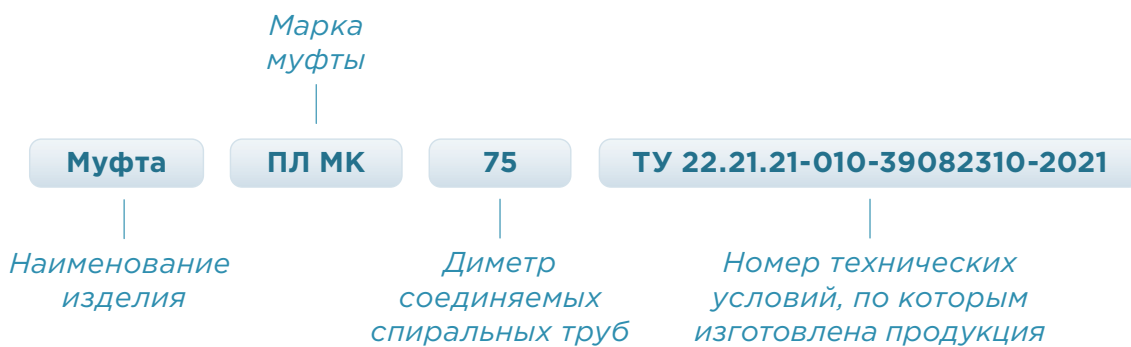 Марка
муфты
Муфта ПЛ МК 75 ТУ 22.21.21-010-39082310-2021
Наименование
изделия
Диметр
соединяемых
спиральных труб
Номер технических
условий, по которым
изготовлена продукция